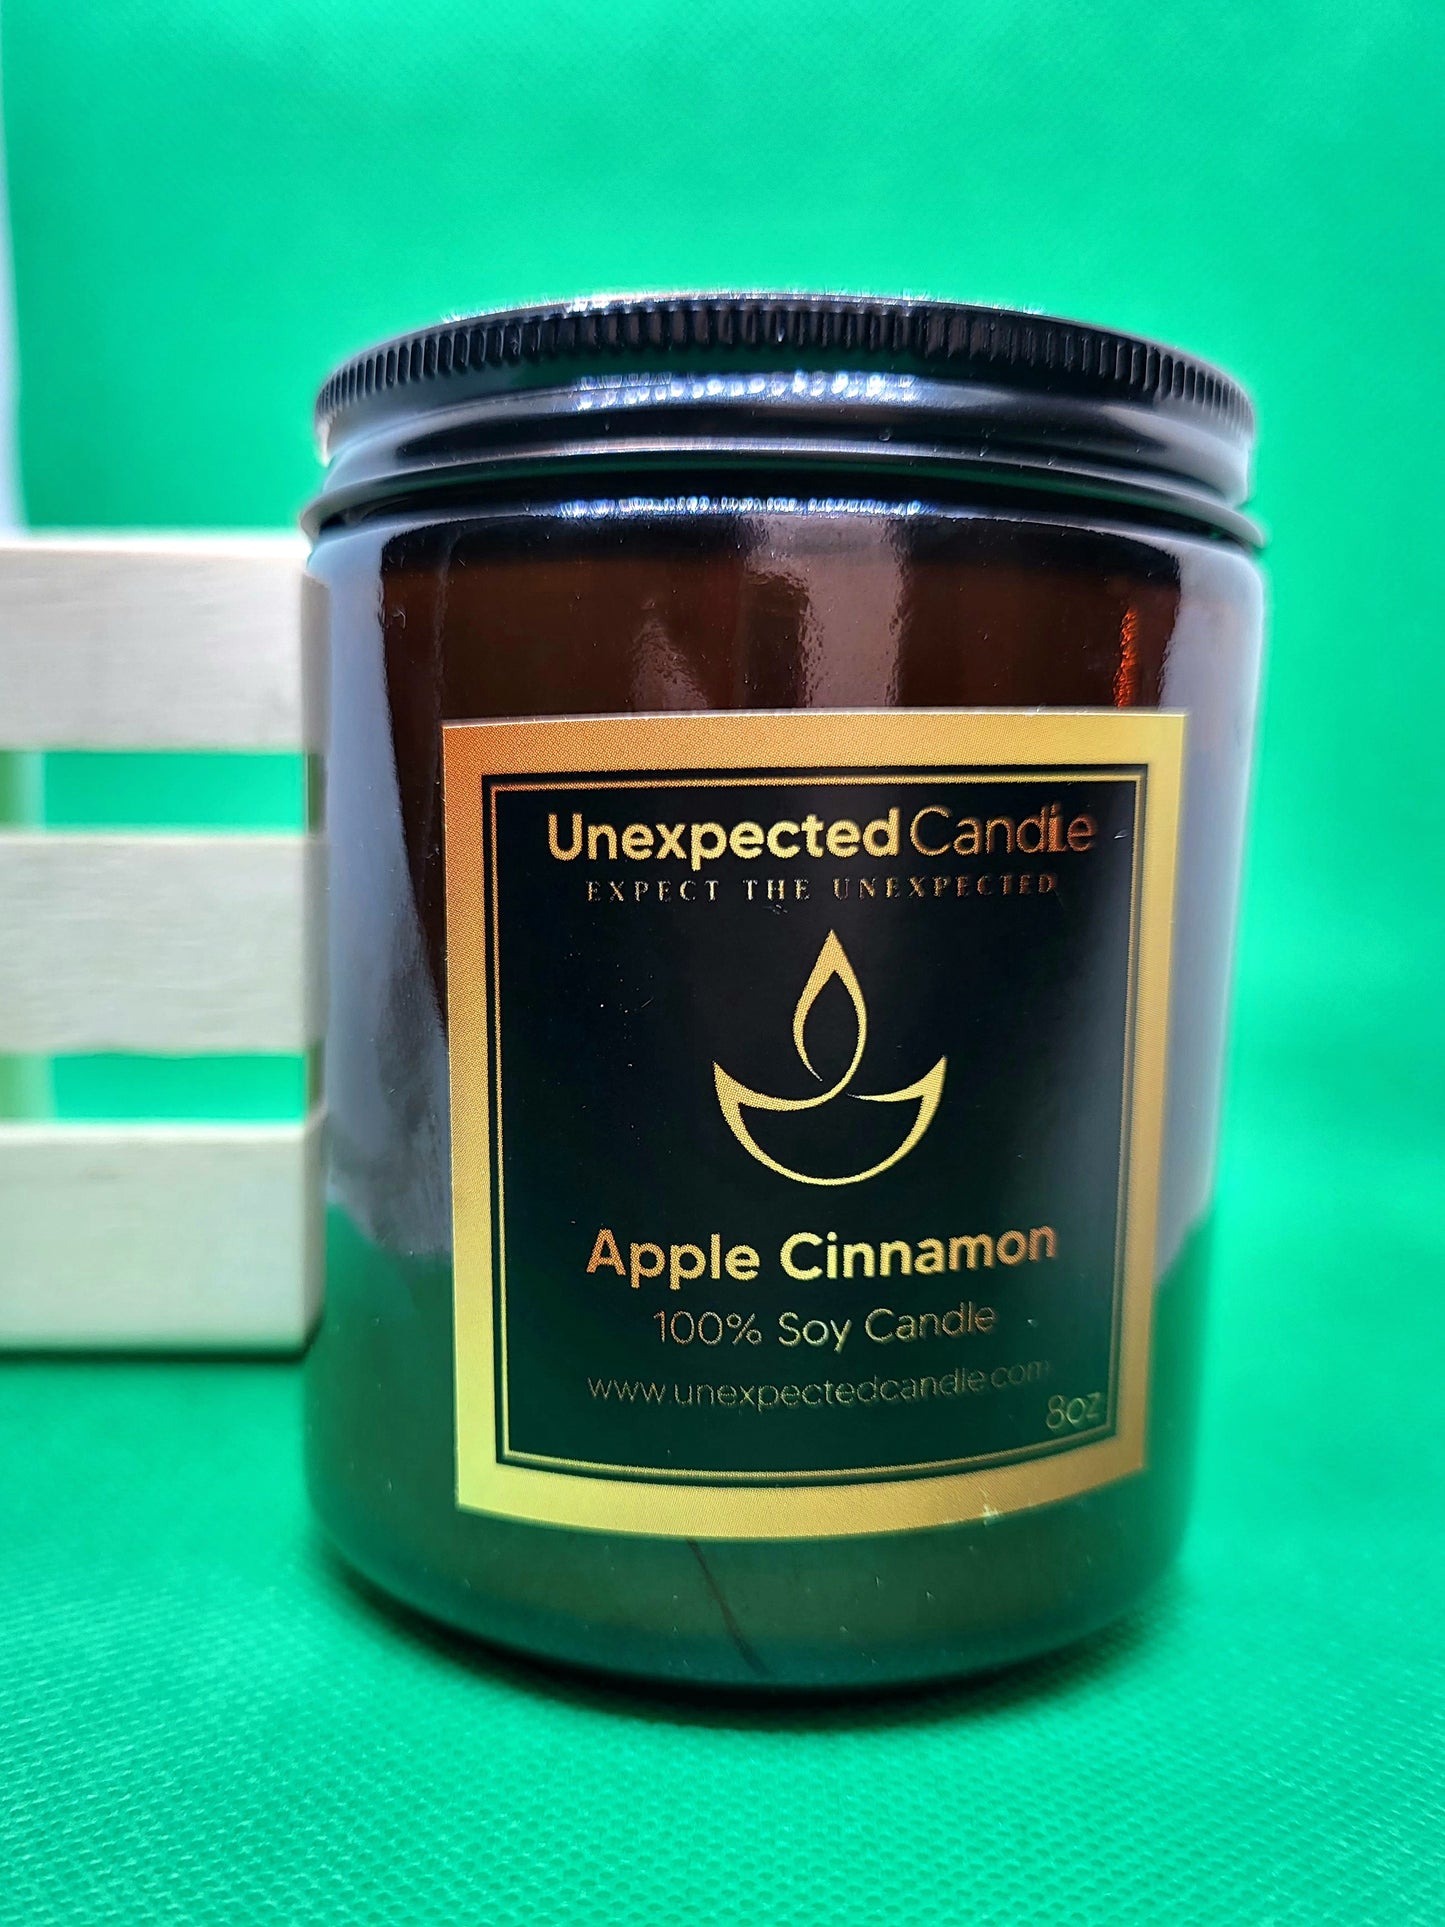 Unexpected Candle
EXPECT THE UNEXPECTED
Apple Cinnamon
100% Soy Candle
www.unexpectedcandle.com
8oz